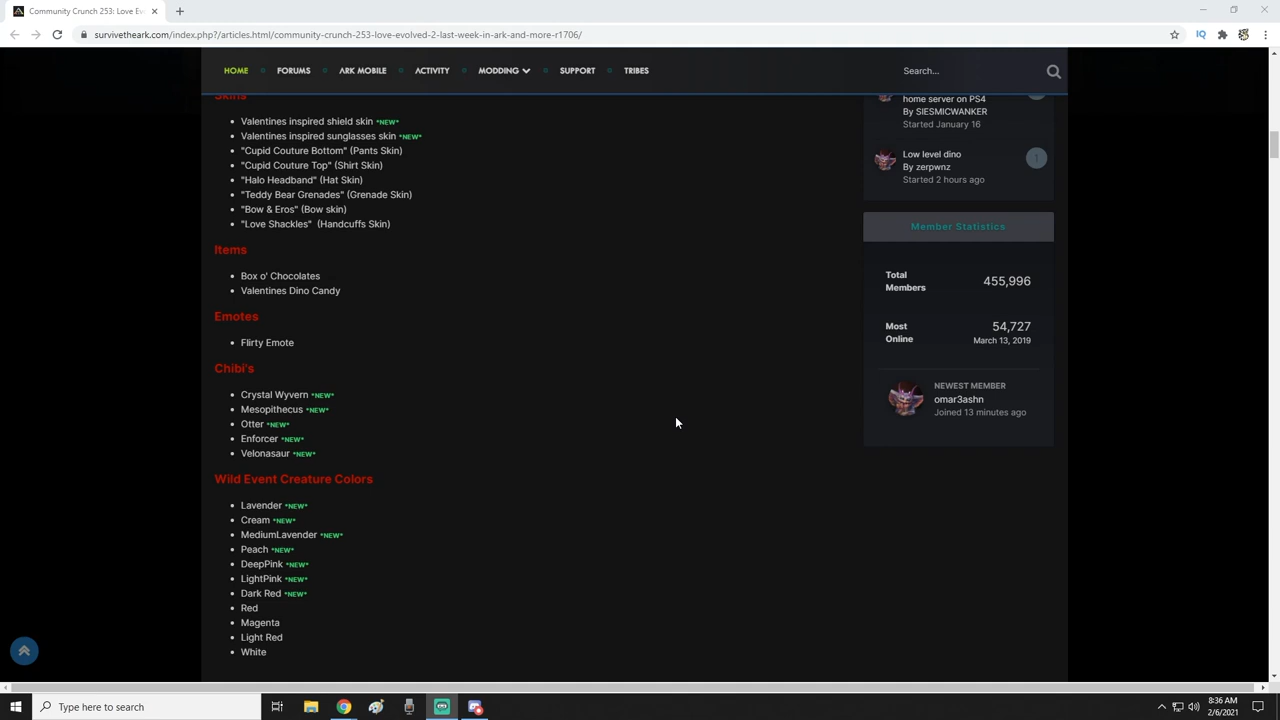 Community Crunch 253: Love Ev
survivetheark.com/index.php?/articles.html/community-crunch-253-love-evolved-2-last-week-in-ark-and-more-r1706/
IQ
HOME
FORUMS
ARK MOBILE
ACTIVITY
MODDING
SUPPORT
TRIBES
Search...
Skins
Valentines inspired shield skin *NEW*
Valentines inspired sunglasses skin *NEW*
"Cupid Couture Bottom" (Pants Skin)
"Cupid Couture Top" (Shirt Skin)
"Halo Headband" (Hat Skin)
"Teddy Bear Grenades" (Grenade Skin)
"Bow & Eros" (Bow skin)
"Love Shackles" (Handcuffs Skin)
Items
Box o' Chocolates
Valentines Dino Candy
Emotes
Flirty Emote
Chibi's
Crystal Wyvern *NEW*
Mesopithecus *NEW*
Otter *NEW*
Enforcer *NEW*
Velonasaur *NEW*
Wild Event Creature Colors
Lavender *NEW*
Cream *NEW*
MediumLavender *NEW*
Peach *NEW*
DeepPink *NEW*
LightPink *NEW*
Dark Red *NEW*
Red
Magenta
Light Red
White
home server on PS4
By SIESMICWANKER
Started January 16
Low level dino
By zerpwnz
Started 2 hours ago
1
Member Statistics
Total
Members
455,996
Most
Online
54,727
March 13, 2019
NEWEST MEMBER
omar3ashn
Joined 13 minutes ago
Type here to search
8:36 AM
2/6/2021